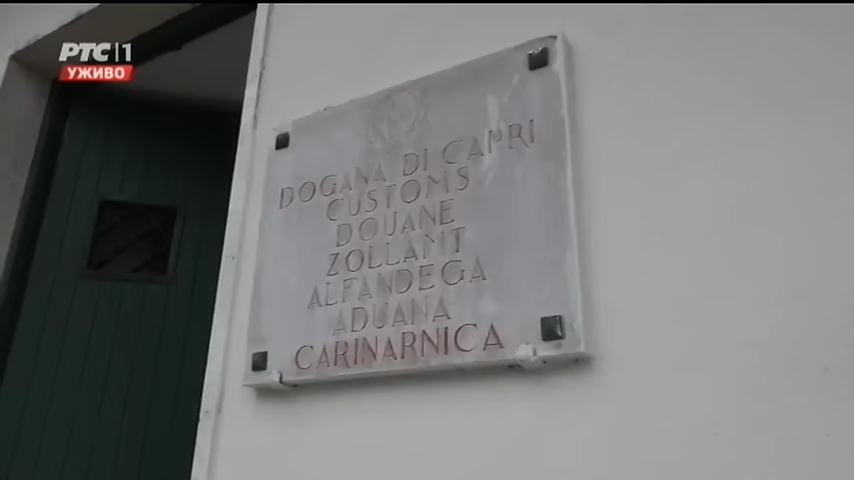 РТС|1
УЖИВО
DOGANA DI CAPRI
CUSTOMS
DOUANE
ZOLLAMT
ALFANDEGA
ADUANA
CARINARNICA